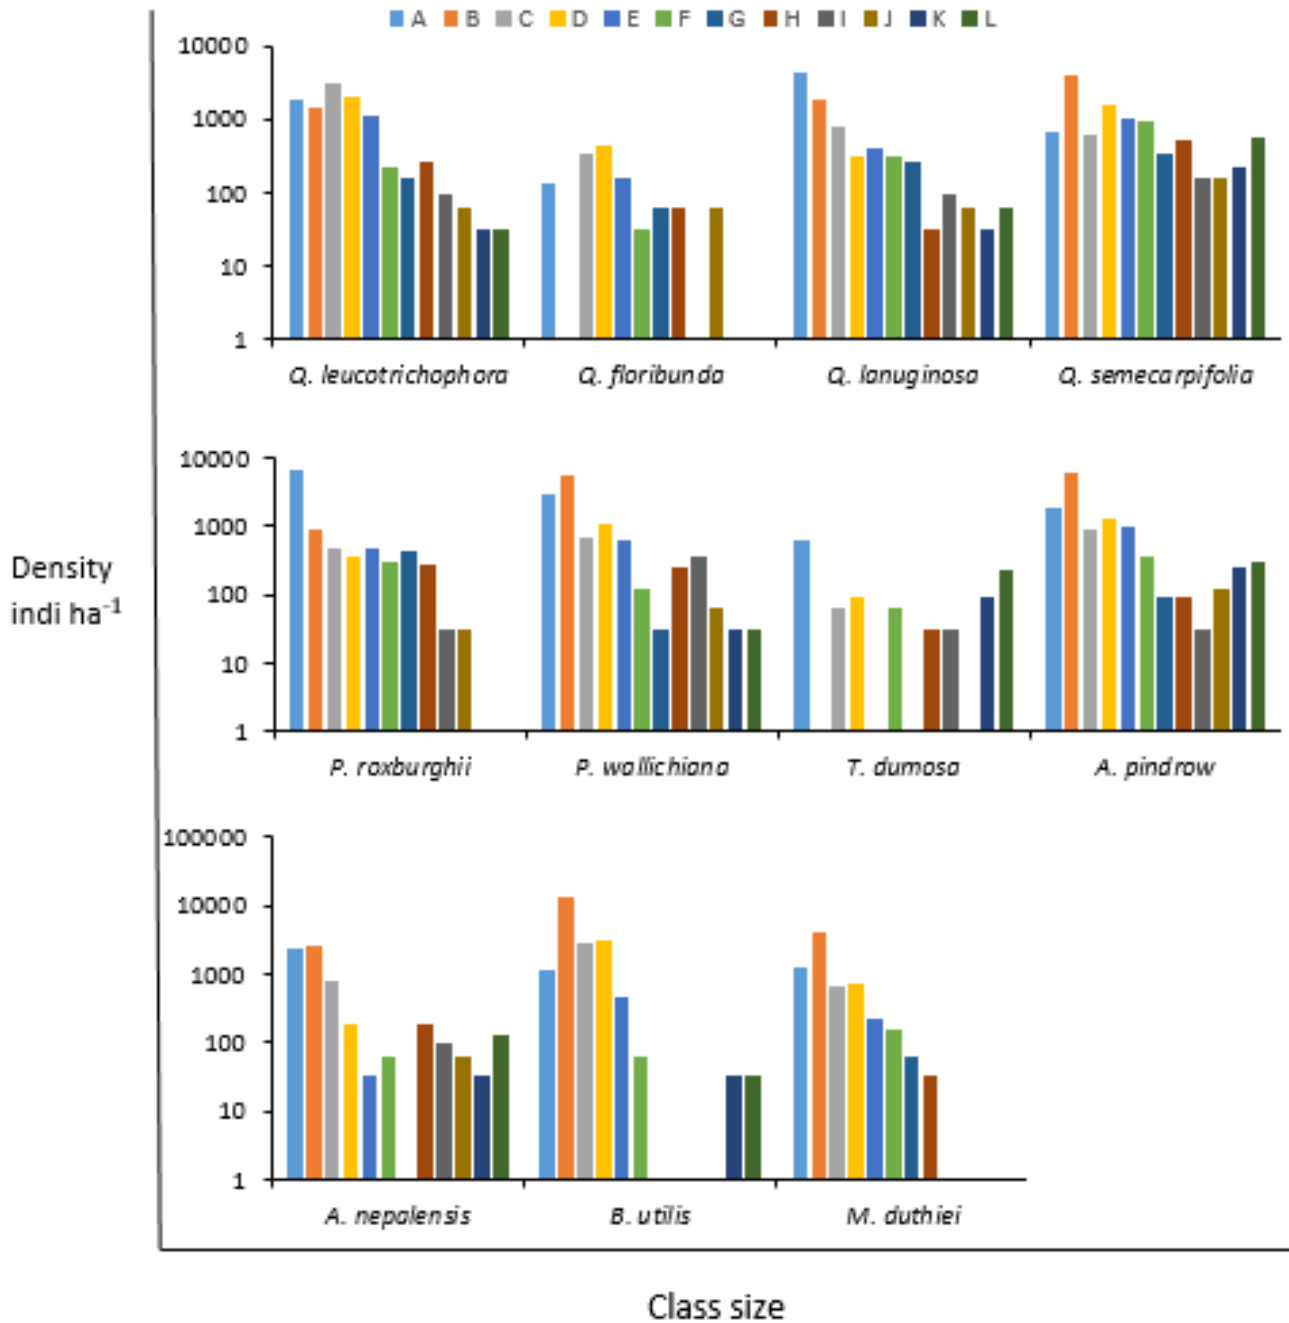 A B C D E F G H I J K L
10000
1000
100
10
1
Q. leucotrichophora Q. floribunda Q. lanuginosa Q. semecarpifolia
10000
1000
100
10
1
P. roxburghii P. wallichiana T. dumosa A. pindrow
Density
indi ha⁻¹
100000
10000
1000
100
10
1
A. nepalensis B. utilis M. duthiei
Class size